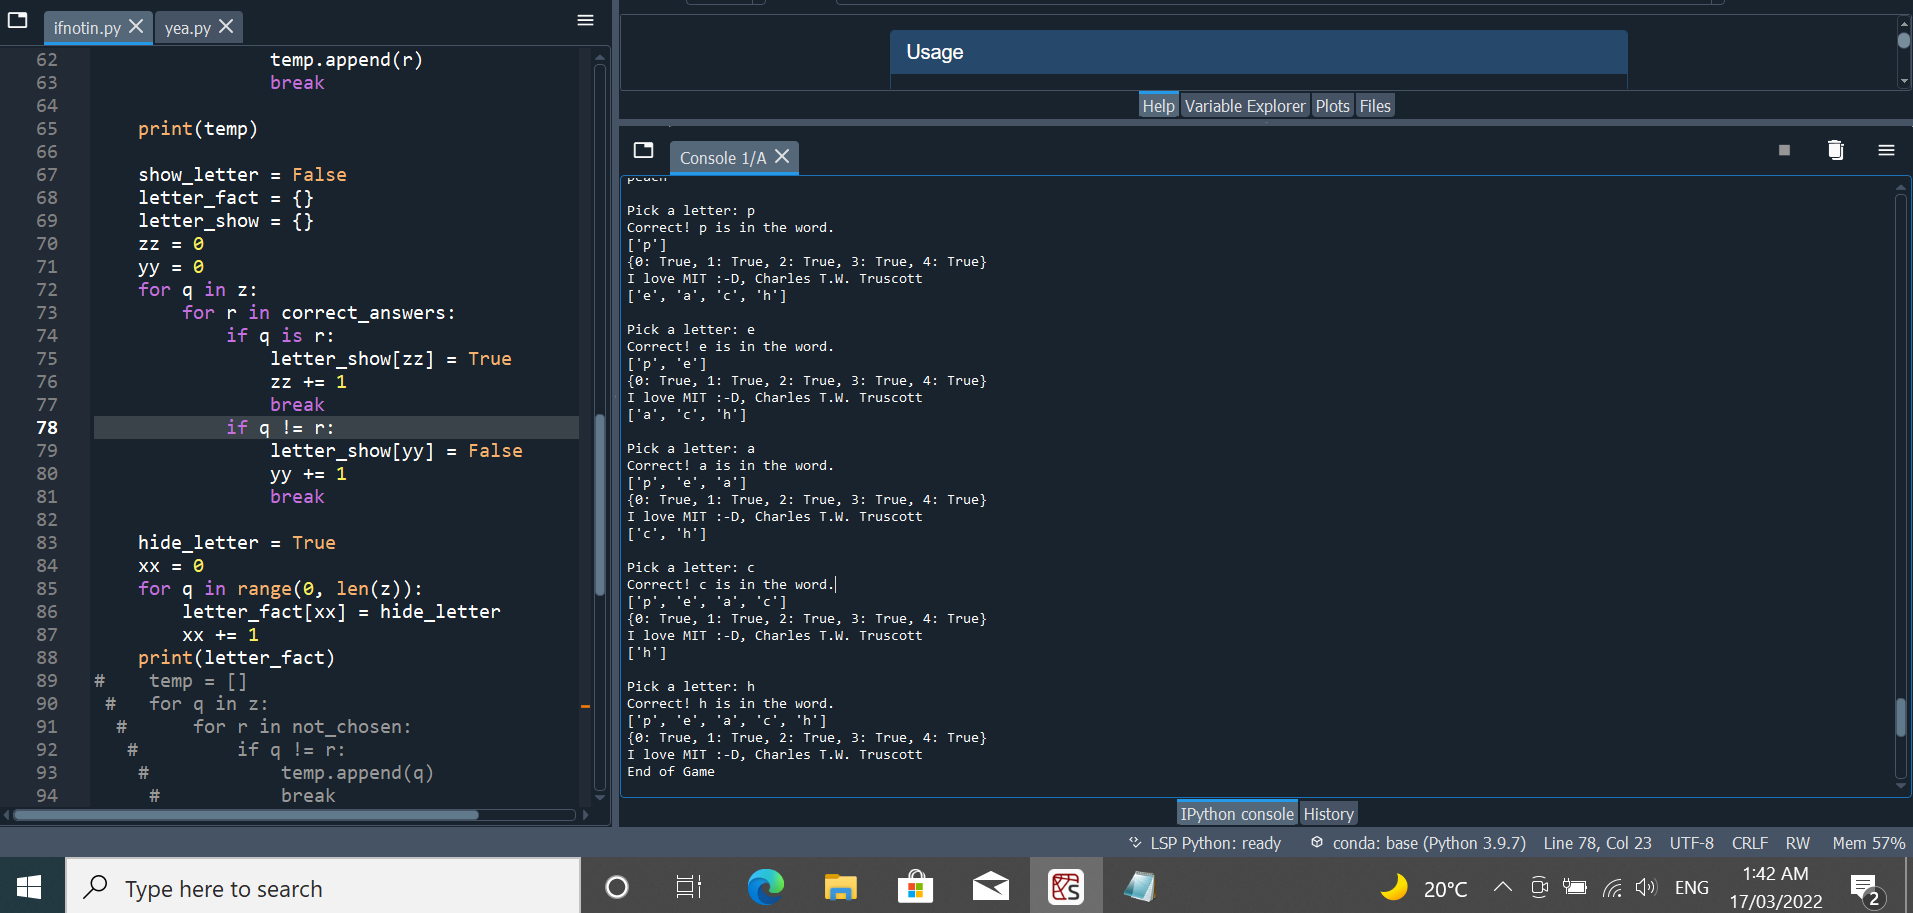 ifnotin.py
yea.py
62 temp.append(r)
63 break
64
65 print(temp)
66
67 show_letter = False
68 letter_fact = {}
69 letter_show = {}
70 zz = 0
71 yy = 0
72 for q in z:
73 for r in correct_answers:
74 if q is r:
75 letter_show[zz] = True
76 zz += 1
77 break
78 if q != r:
79 letter_show[yy] = False
80 yy += 1
81 break
82
83 hide_letter = True
84 xx = 0
85 for q in range(0, len(z)):
86 letter_fact[xx] = hide_letter
87 xx += 1
88 print(letter_fact)
89 # temp = []
90 # for q in z:
91 # for r in not_chosen:
92 # if q != r:
93 # temp.append(q)
94 # break
Usage
Help Variable Explorer Plots Files
Console 1/A
peach
Pick a letter: p
Correct! p is in the word.
['p']
{0: True, 1: True, 2: True, 3: True, 4: True}
I love MIT :-D, Charles T.W. Truscott
['e', 'a', 'c', 'h']
Pick a letter: e
Correct! e is in the word.
['p', 'e']
{0: True, 1: True, 2: True, 3: True, 4: True}
I love MIT :-D, Charles T.W. Truscott
['a', 'c', 'h']
Pick a letter: a
Correct! a is in the word.
['p', 'e', 'a']
{0: True, 1: True, 2: True, 3: True, 4: True}
I love MIT :-D, Charles T.W. Truscott
['c', 'h']
Pick a letter: c
Correct! c is in the word.
['p', 'e', 'a', 'c']
{0: True, 1: True, 2: True, 3: True, 4: True}
I love MIT :-D, Charles T.W. Truscott
['h']
Pick a letter: h
Correct! h is in the word.
['p', 'e', 'a', 'c', 'h']
{0: True, 1: True, 2: True, 3: True, 4: True}
I love MIT :-D, Charles T.W. Truscott
End of Game
IPython console History
LSP Python: ready conda: base (Python 3.9.7) Line 78, Col 23 UTF-8 CRLF RW Mem 57%
Type here to search
20°C
ENG
1:42 AM
17/03/2022
2